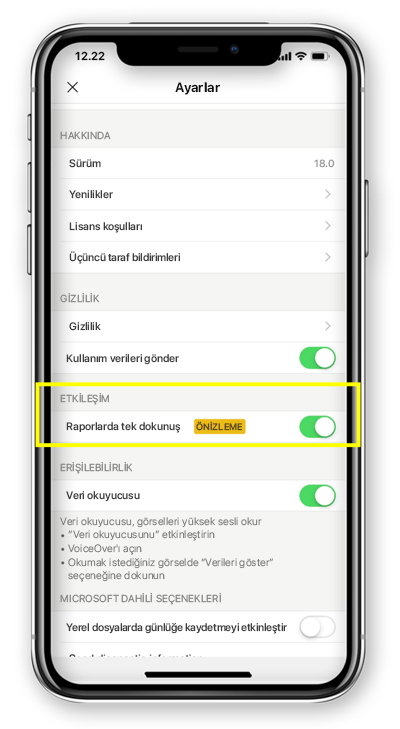 12.22
Ayarlar
HAKKINDA
Sürüm 18.0
Yenilikler
Lisans koşulları
Üçüncü taraf bildirimleri
GİZLİLİK
Gizlilik
Kullanım verileri gönder
ETKİLEŞİM
Raporlarda tek dokunuş ÖNİZLEME
ERİŞİLEBİLİRLİK
Veri okuyucusu
Veri okuyucusu, görselleri yüksek sesli okur
• “Veri okuyucusunu” etkinleştirin
• VoiceOver'ı açın
• Okumak istediğiniz görselde “Verileri göster”
seçeneğine dokunun
MICROSOFT DAHİLİ SEÇENEKLERİ
Yerel dosyalarda günlüğe kaydetmeyi etkinleştir